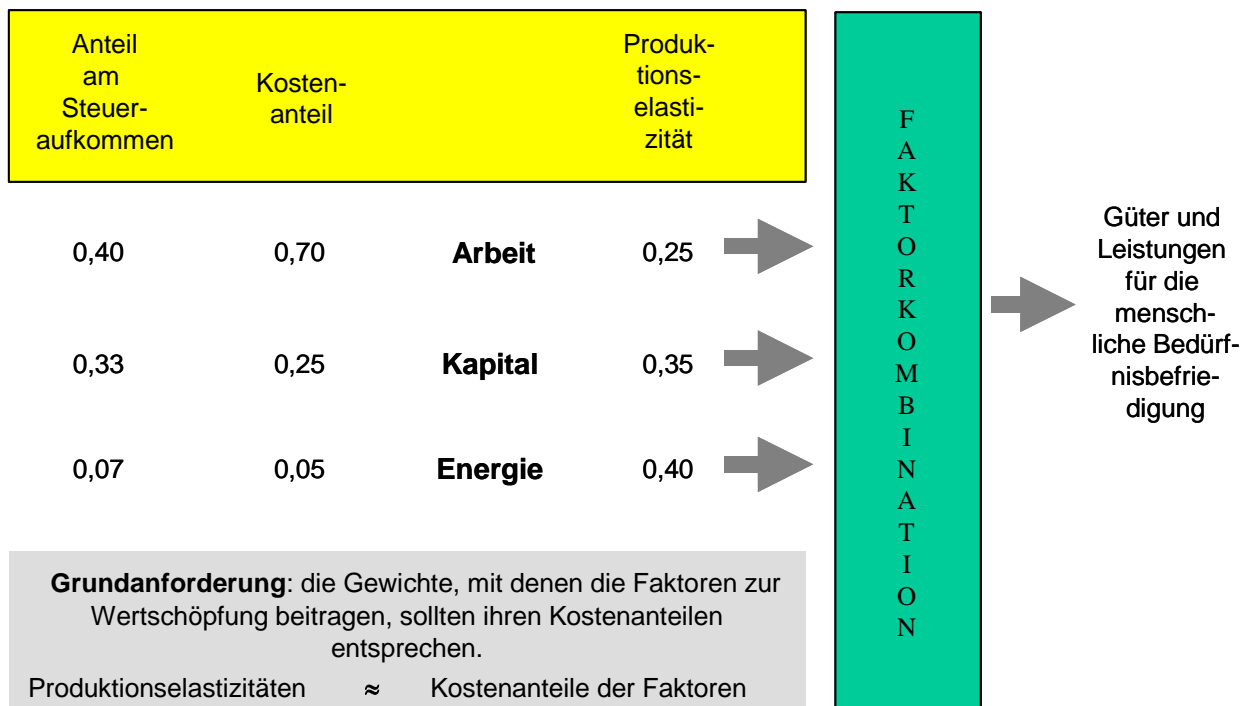 Anteil
am
Steuer-
aufkommen
Kosten-
anteil
Produk-
tions-
elasti-
zität
0,40 0,70 Arbeit 0,25
0,33 0,25 Kapital 0,35
0,07 0,05 Energie 0,40
F
A
K
T
O
R
K
O
M
B
I
N
A
T
I
O
N
Güter und
Leistungen
für die
mensch-
liche Bedürf-
nisbefrie-
digung
Grundanforderung: die Gewichte, mit denen die Faktoren zur
Wertschöpfung beitragen, sollten ihren Kostenanteilen
entsprechen.
Produktionselastizitäten ≈ Kostenanteile der Faktoren